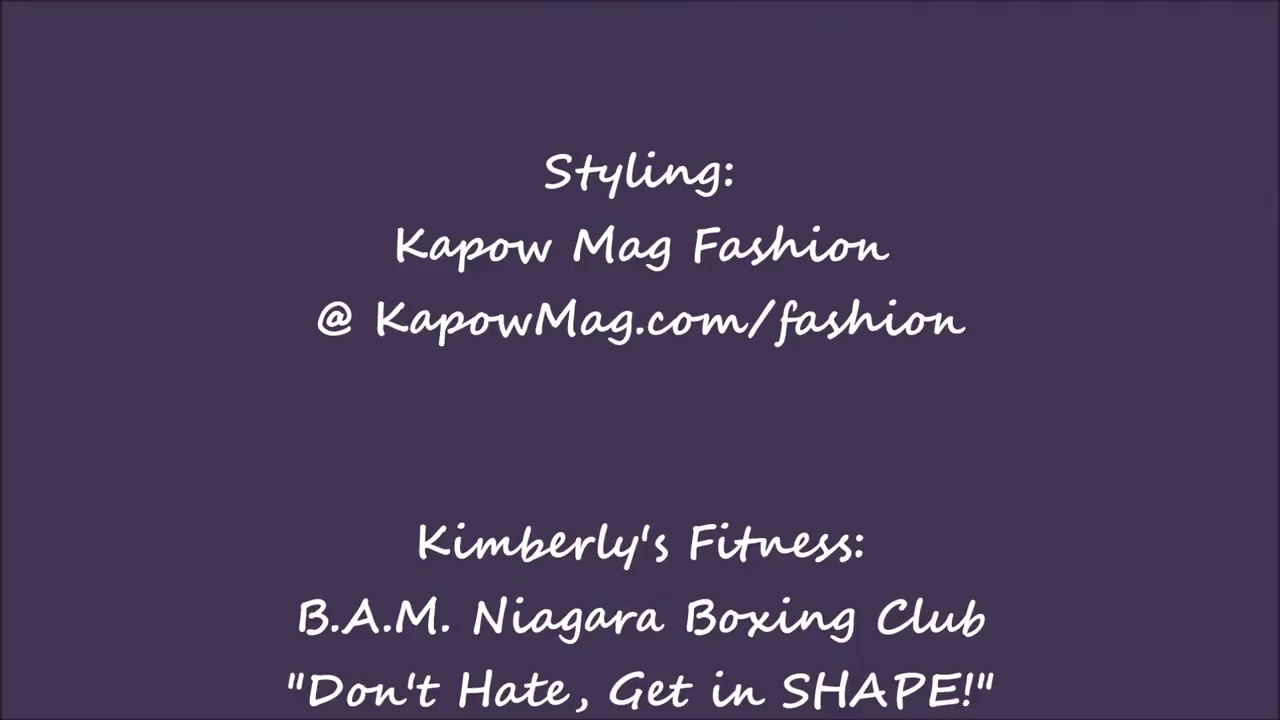 Styling:
Kapow Mag Fashion
@ KapowMag.com/fashion
Kimberly's Fitness:
B.A.M. Niagara Boxing Club
"Don't Hate, Get in SHAPE!"